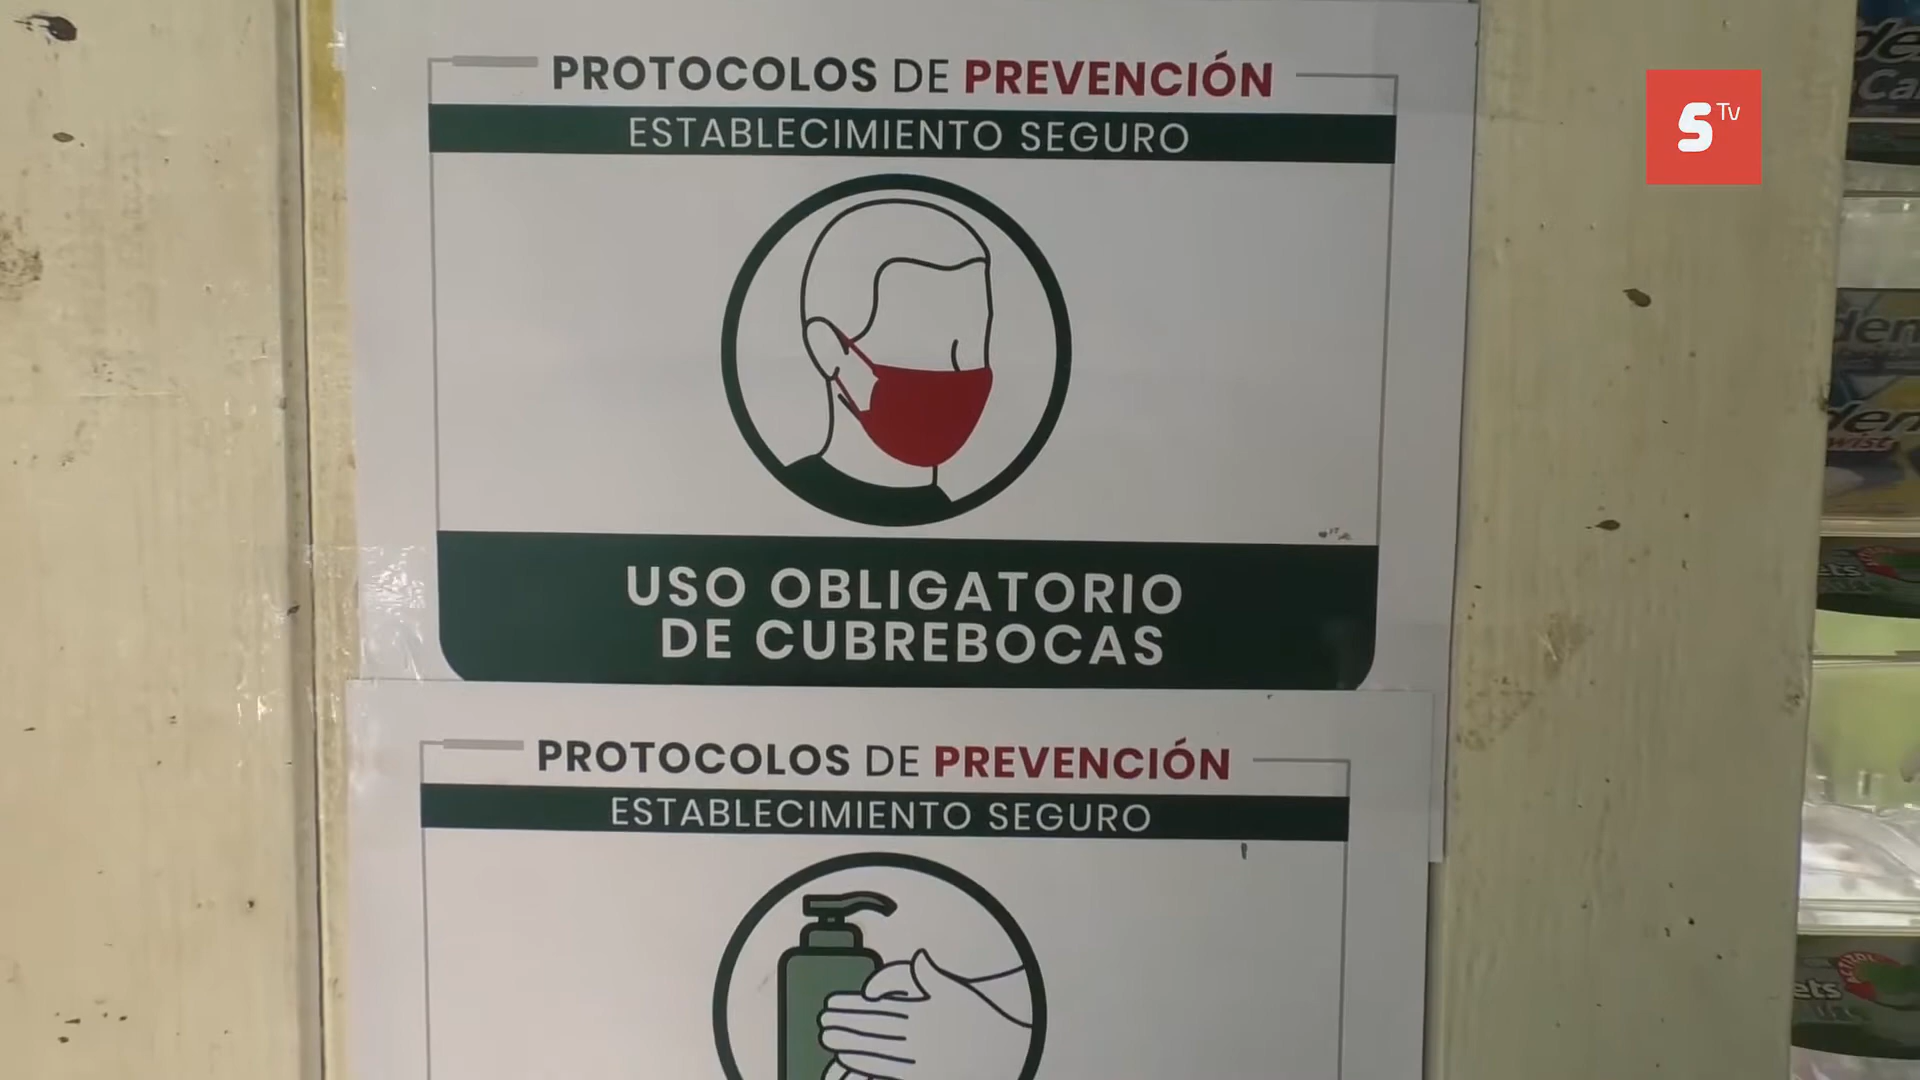 PROTOCOLOS DE PREVENCIÓN
ESTABLECIMIENTO SEGURO
USO OBLIGATORIO
DE CUBREBOCAS
PROTOCOLOS DE PREVENCIÓN
ESTABLECIMIENTO SEGURO
S Tv